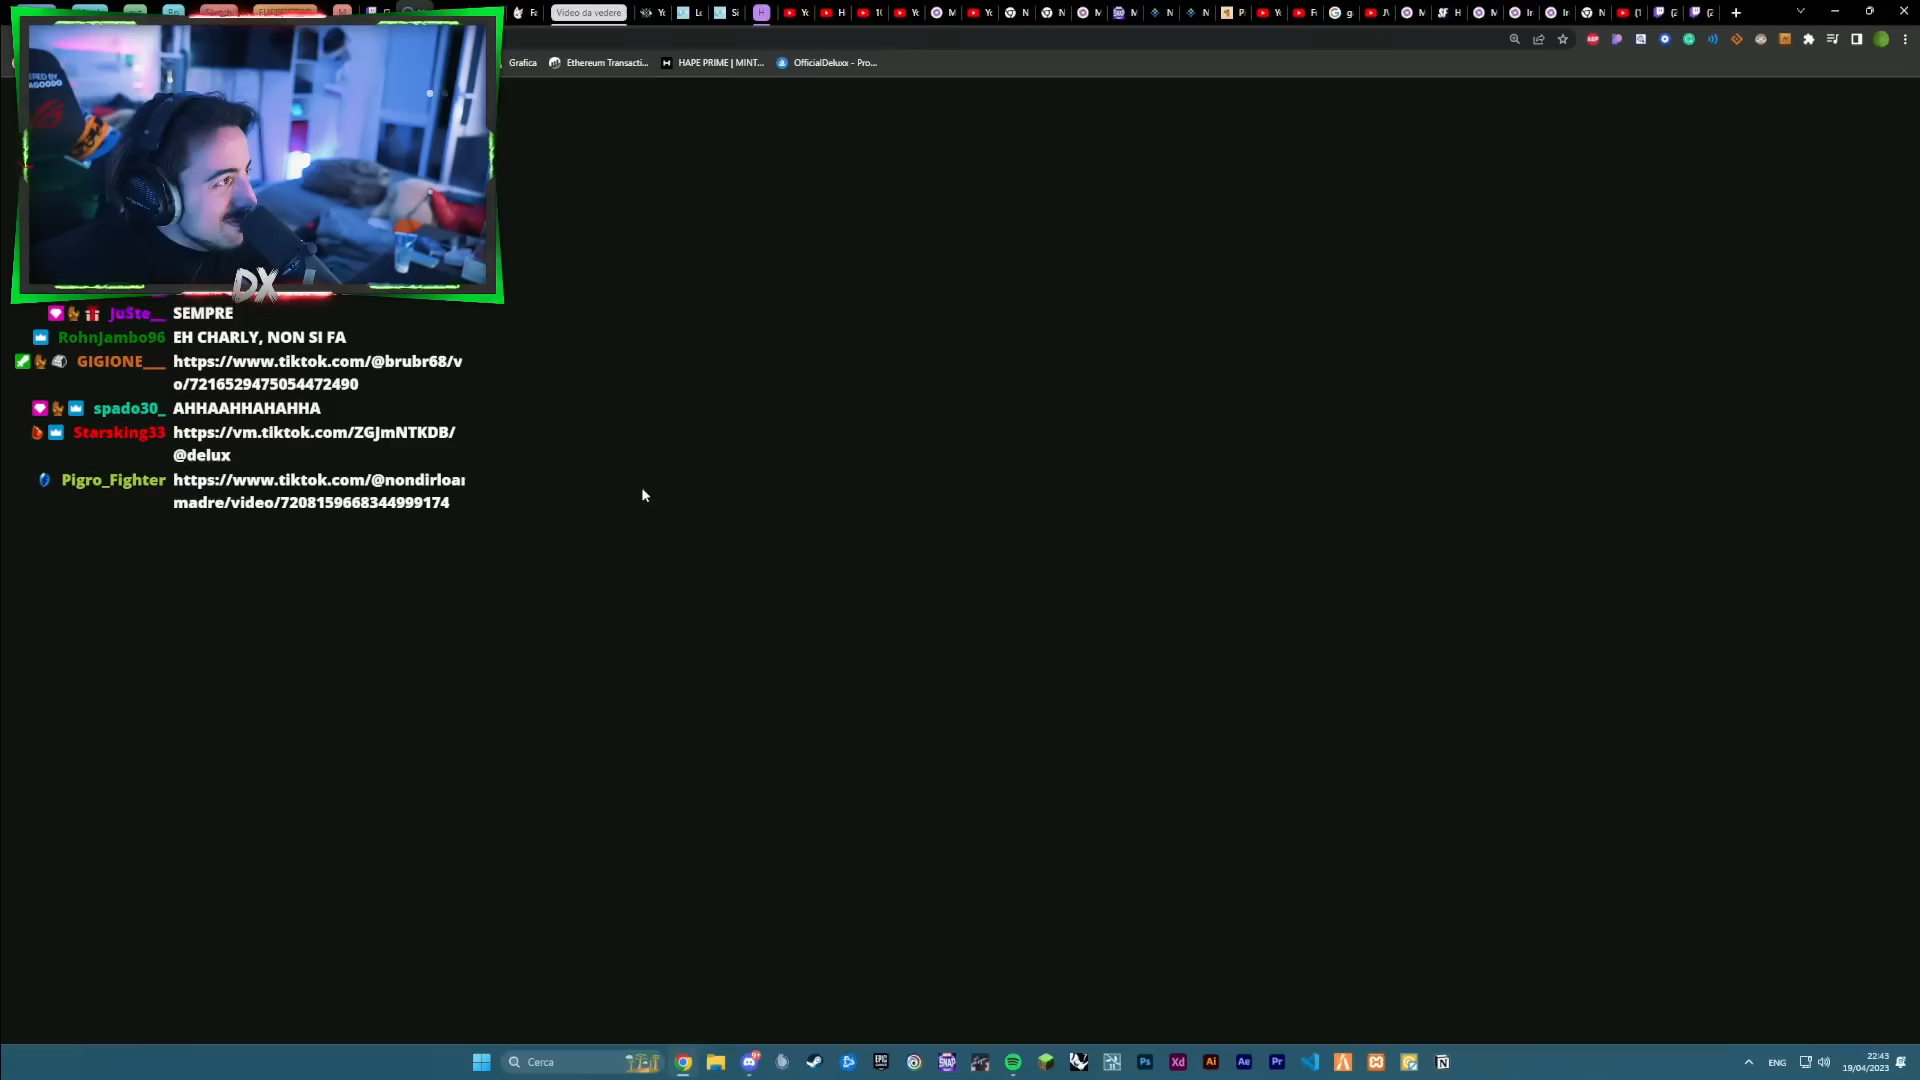 Video da vedere
Grafica
Ethereum Transacti...
HAPE PRIME | MINT...
OfficialDeluxx - Pro...
DX
JuSte__ SEMPRE
RohnJambo96 EH CHARLY, NON SI FA
GIGIONE___ https://www.tiktok.com/@brubr68/v
o/7216529475054472490
spado30_ AHHAAHHAHAHHA
Starsking33 https://vm.tiktok.com/ZGJmNTKDB/
@delux
Pigro_Fighter https://www.tiktok.com/@nondirloa
madre/video/7208159668344999174
Cerca
ENG
22:43
19/04/2023